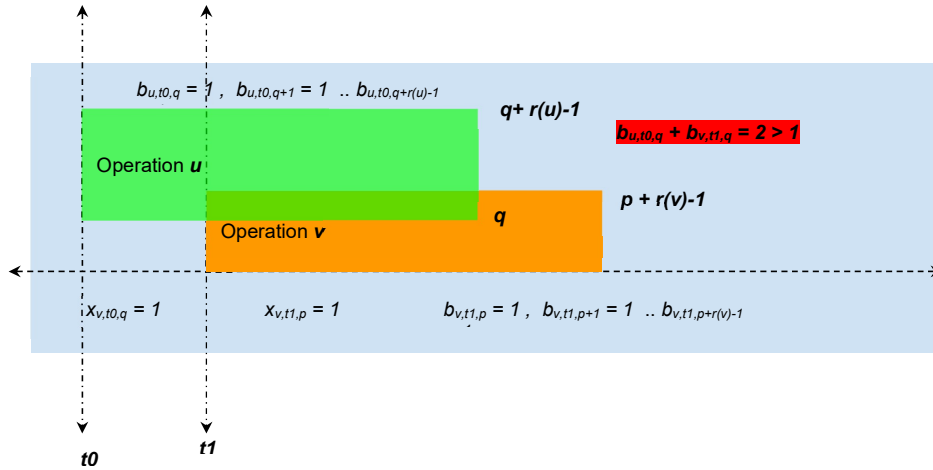 b_{u,t0,q} = 1 , b_{u,t0,q+1} = 1 .. b_{u,t0,q+r(u)-1}
q+ r(u)-1
b_{u,t0,q} + b_{v,t1,q} = 2 > 1
Operation u
p + r(v)-1
q
Operation v
x_{v,t0,q} = 1
x_{v,t1,p} = 1
b_{v,t1,p} = 1 , b_{v,t1,p+1} = 1 .. b_{v,t1,p+r(v)-1}
t0
t1